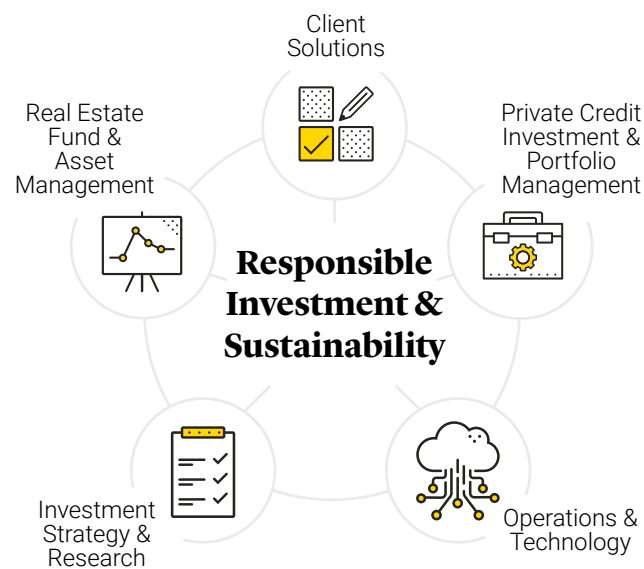 Client
Solutions
Real Estate
Fund &
Asset
Management
Private Credit
Investment &
Portfolio
Management
Responsible
Investment &
Sustainability
Investment
Strategy &
Research
Operations &
Technology